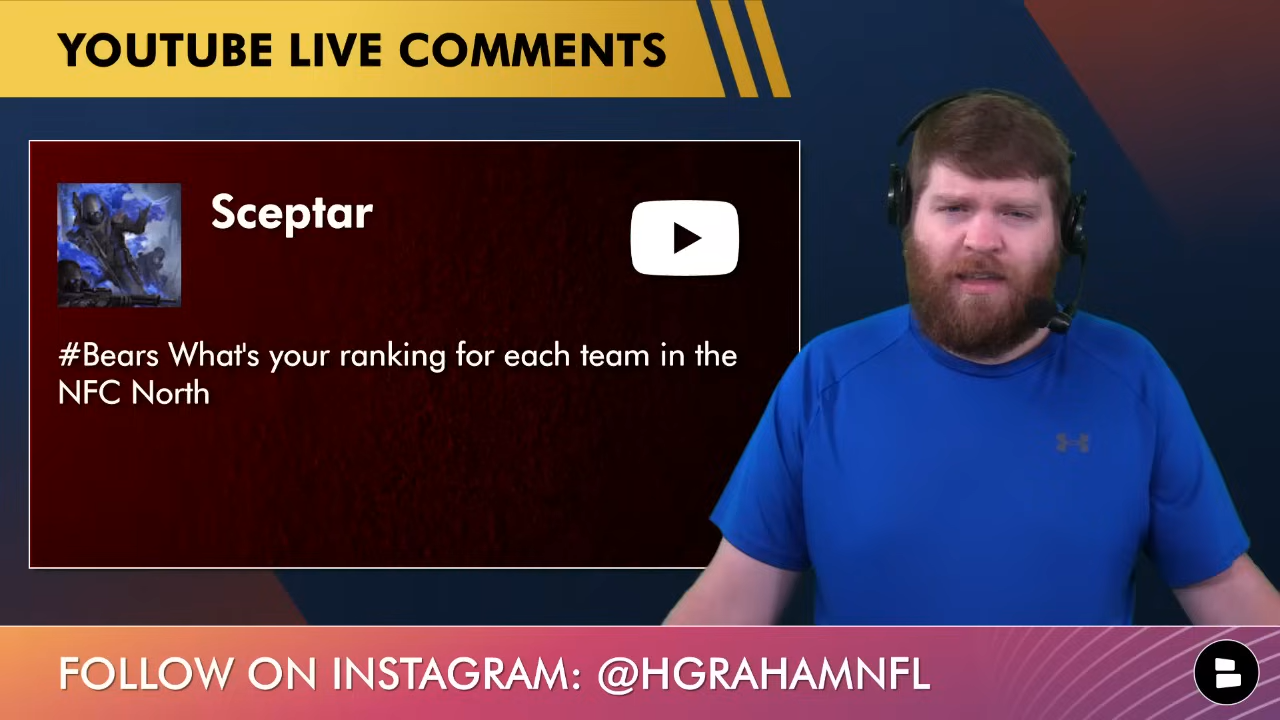 YOUTUBE LIVE COMMENTS
Sceptar
#Bears What's your ranking for each team in the
NFC North
FOLLOW ON INSTAGRAM: @HGRAHAMNFL